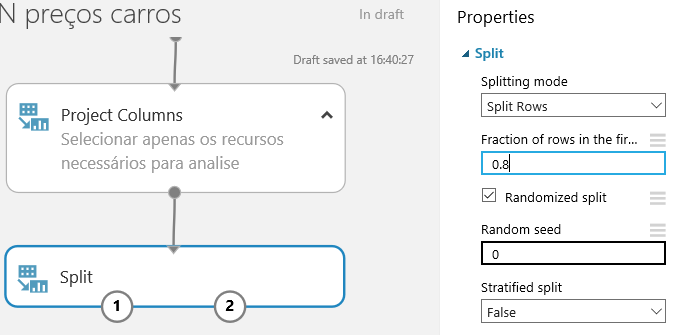 N preços carros
In draft
Draft saved at 16:40:27
Project Columns
Selecionar apenas os recursos
necessários para analise
Split
1
2
Properties
Split
Splitting mode
Split Rows
Fraction of rows in the fir...
0.8
Randomized split
Random seed
0
Stratified split
False